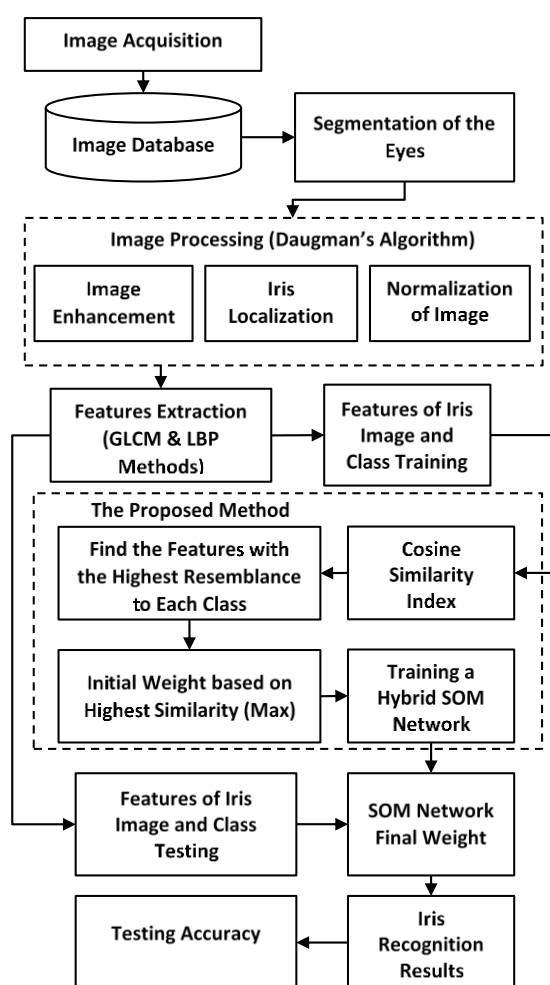 Image Acquisition
Image Database
Segmentation of the
Eyes
Image Processing (Daugman's Algorithm)
Image
Enhancement
Iris
Localization
Normalization
of Image
Features Extraction
(GLCM & LBP
Methods)
Features of Iris
Image and
Class Training
The Proposed Method
Find the Features with
the Highest Resemblance
to Each Class
Cosine
Similarity
Index
Initial Weight based on
Highest Similarity (Max)
Training a
Hybrid SOM
Network
Features of Iris
Image and Class
Testing
SOM Network
Final Weight
Testing Accuracy
Iris
Recognition
Results